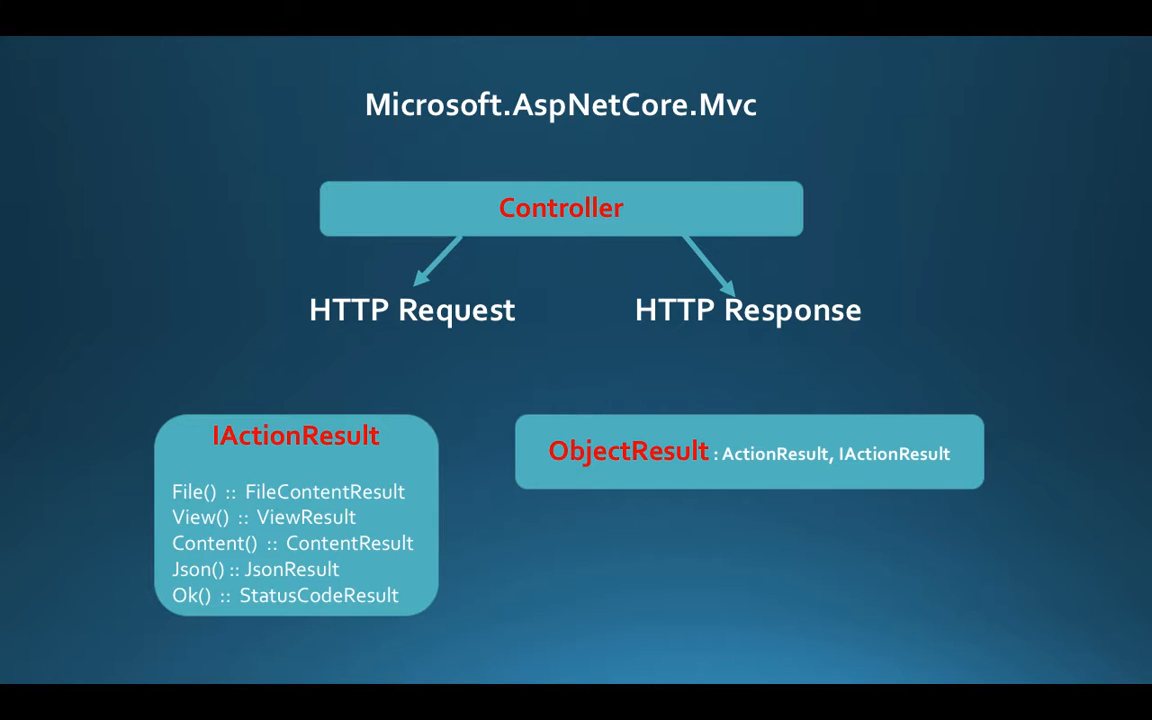 Microsoft.AspNetCore.Mvc
Controller
HTTP Request
HTTP Response
IActionResult
File() :: FileContentResult
View() :: ViewResult
Content() :: ContentResult
Json() :: JsonResult
Ok() :: StatusCodeResult
ObjectResult : ActionResult, IActionResult